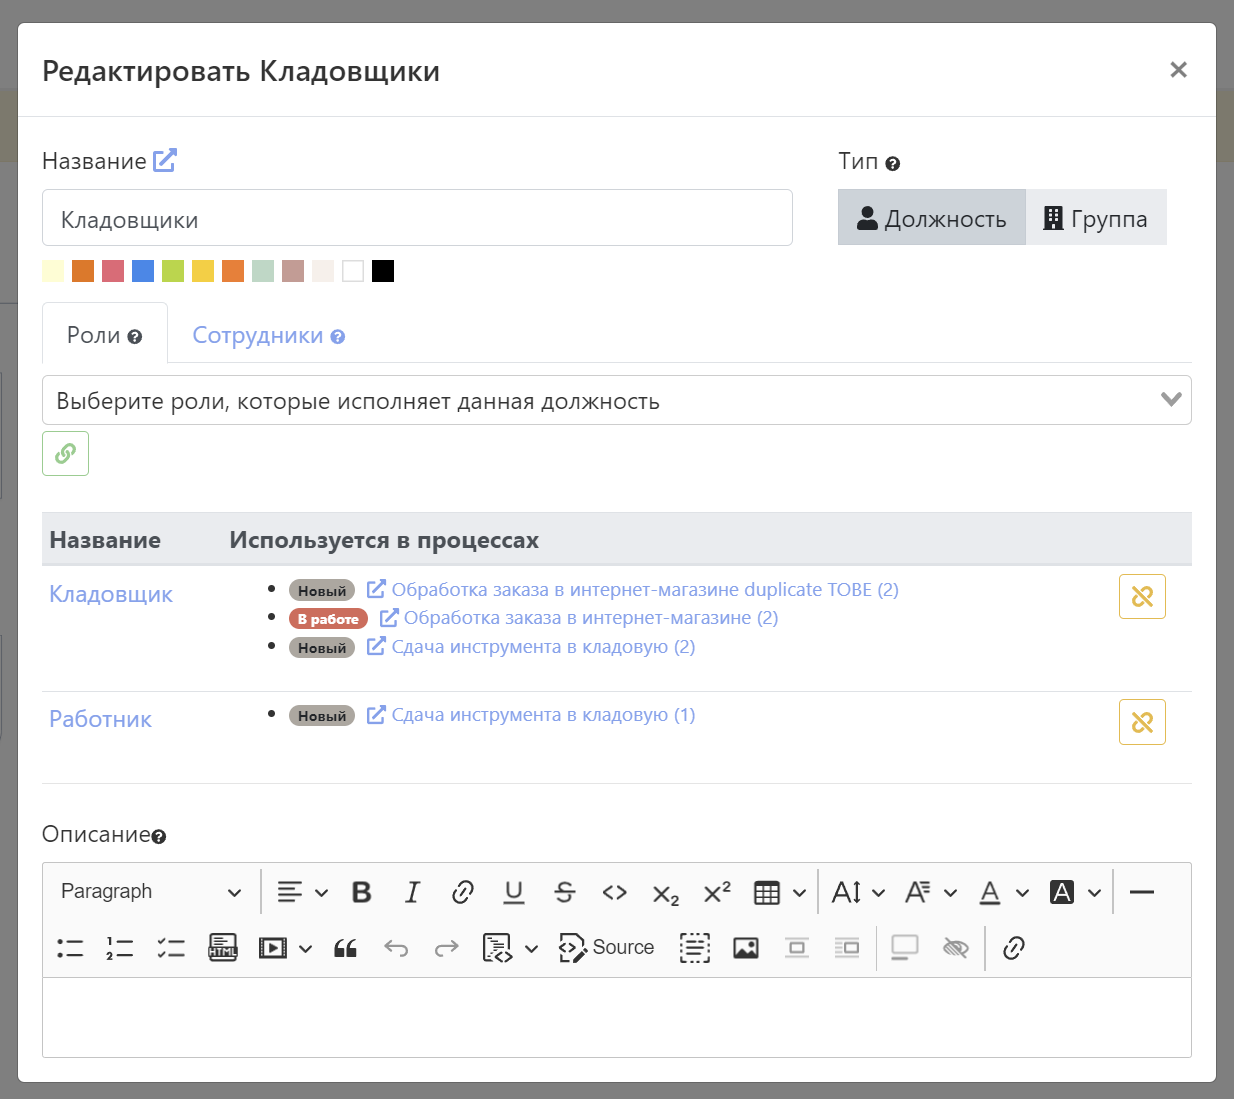 Редактировать Кладовщики
Название
Тип
Кладовщики
Должность
Группа
Роли
Сотрудники
Выберите роли, которые исполняет данная должность
Название
Используется в процессах
Кладовщик
Новый Обработка заказа в интернет-магазине duplicate TOBE (2)
В работе Обработка заказа в интернет-магазине (2)
Новый Сдача инструмента в кладовую (2)
Работник
Новый Сдача инструмента в кладовую (1)
Описание
Paragraph
Source